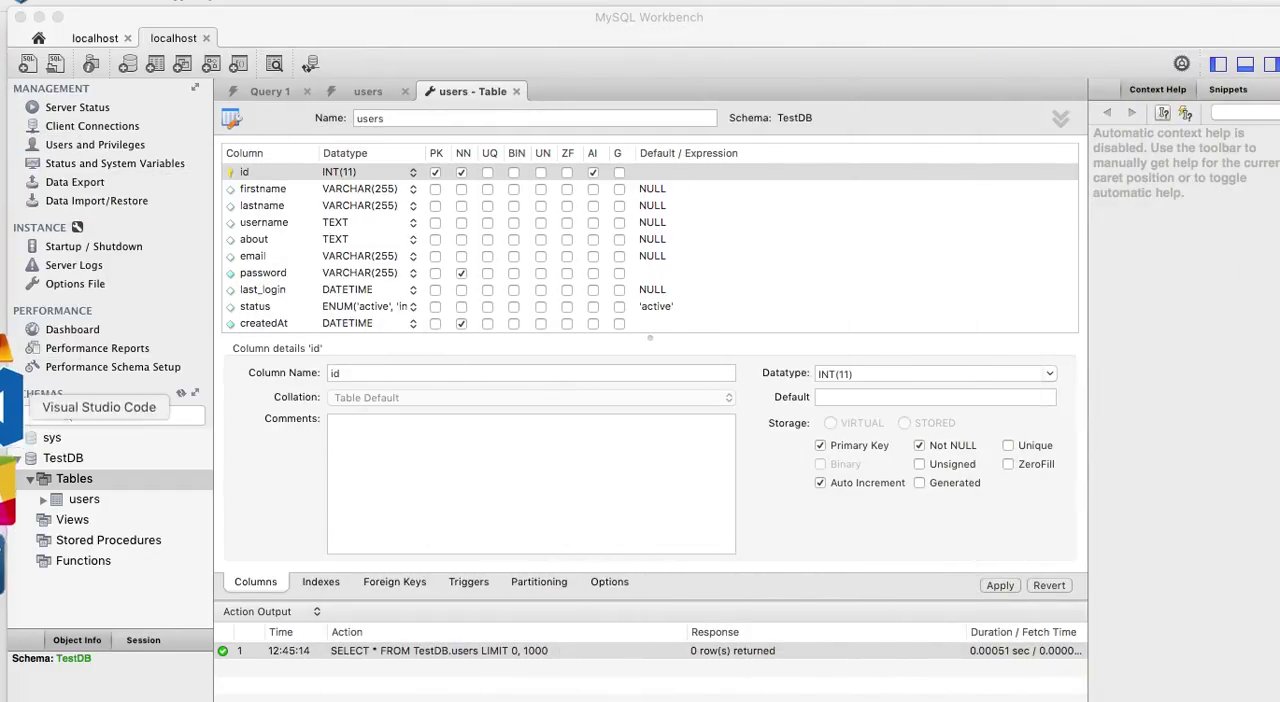 MySQL Workbench
localhost
localhost
MANAGEMENT
Server Status
Client Connections
Users and Privileges
Status and System Variables
Data Export
Data Import/Restore
INSTANCE
Startup / Shutdown
Server Logs
Options File
PERFORMANCE
Dashboard
Performance Reports
Performance Schema Setup
Visual Studio Code
sys
TestDB
Tables
users
Views
Stored Procedures
Functions
Object Info Session
Schema: TestDB
Query 1 users users - Table
Name: users Schema: TestDB
Column Datatype PK NN UQ BIN UN ZF AI G Default / Expression
id INT(11)
firstname VARCHAR(255) NULL
lastname VARCHAR(255) NULL
username TEXT NULL
about TEXT NULL
email VARCHAR(255) NULL
password VARCHAR(255)
last_login DATETIME NULL
status ENUM('active', 'in 'active'
createdAt DATETIME
Column details 'id'
Column Name: id Datatype: INT(11)
Collation: Table Default Default
Comments: Storage: VIRTUAL STORED
Primary Key Not NULL Unique
Binary Unsigned ZeroFill
Auto Increment Generated
Columns Indexes Foreign Keys Triggers Partitioning Options Apply Revert
Action Output
Time Action Response Duration / Fetch Time
1 12:45:14 SELECT * FROM TestDB.users LIMIT 0, 1000 0 row(s) returned 0.00051 sec / 0.0000...
Context Help Snippets
Automatic context help is
disabled. Use the toolbar to
manually get help for the current
caret position or to toggle
automatic help.